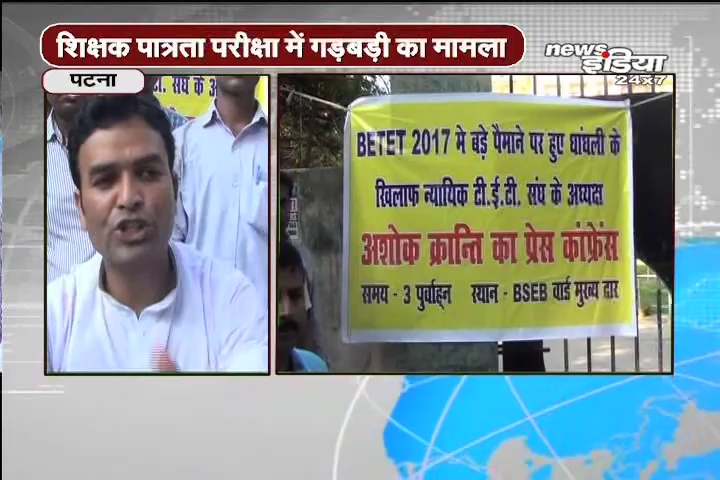 शिक्षक पात्रता परीक्षा में गड़बड़ी का मामला
news
इंडिया
24x7
पटना
टी. संघ के अ
BETET 2017 मे बड़े पैमाने पर हुए धांधली के
खिलाफ न्यायिक टी.ई.टी. संघ के अध्यक्ष
अशोक क्रान्ति का प्रेस कांफ्रेंस
समय - 3 पुर्वाह्न स्थान - BSEB वार्ड मुख्य द्वार